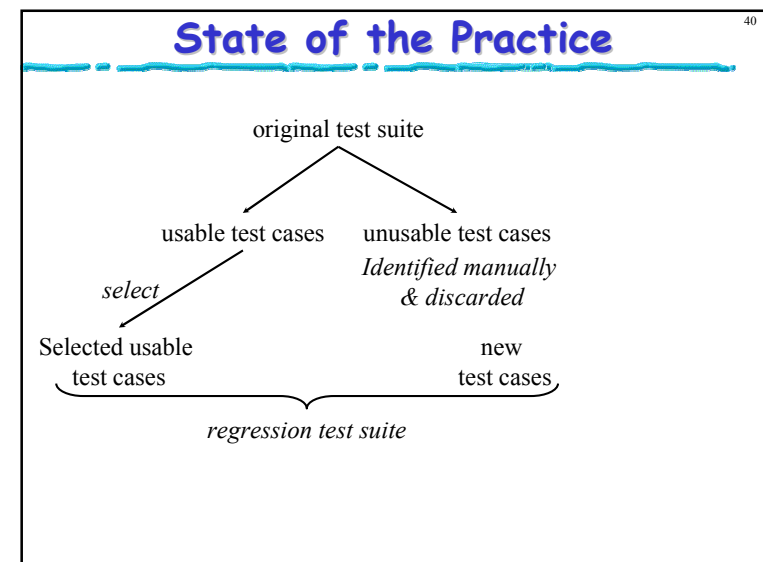 40
State of the Practice
original test suite
usable test cases
unusable test cases
Identified manually
& discarded
select
Selected usable
test cases
new
test cases
regression test suite